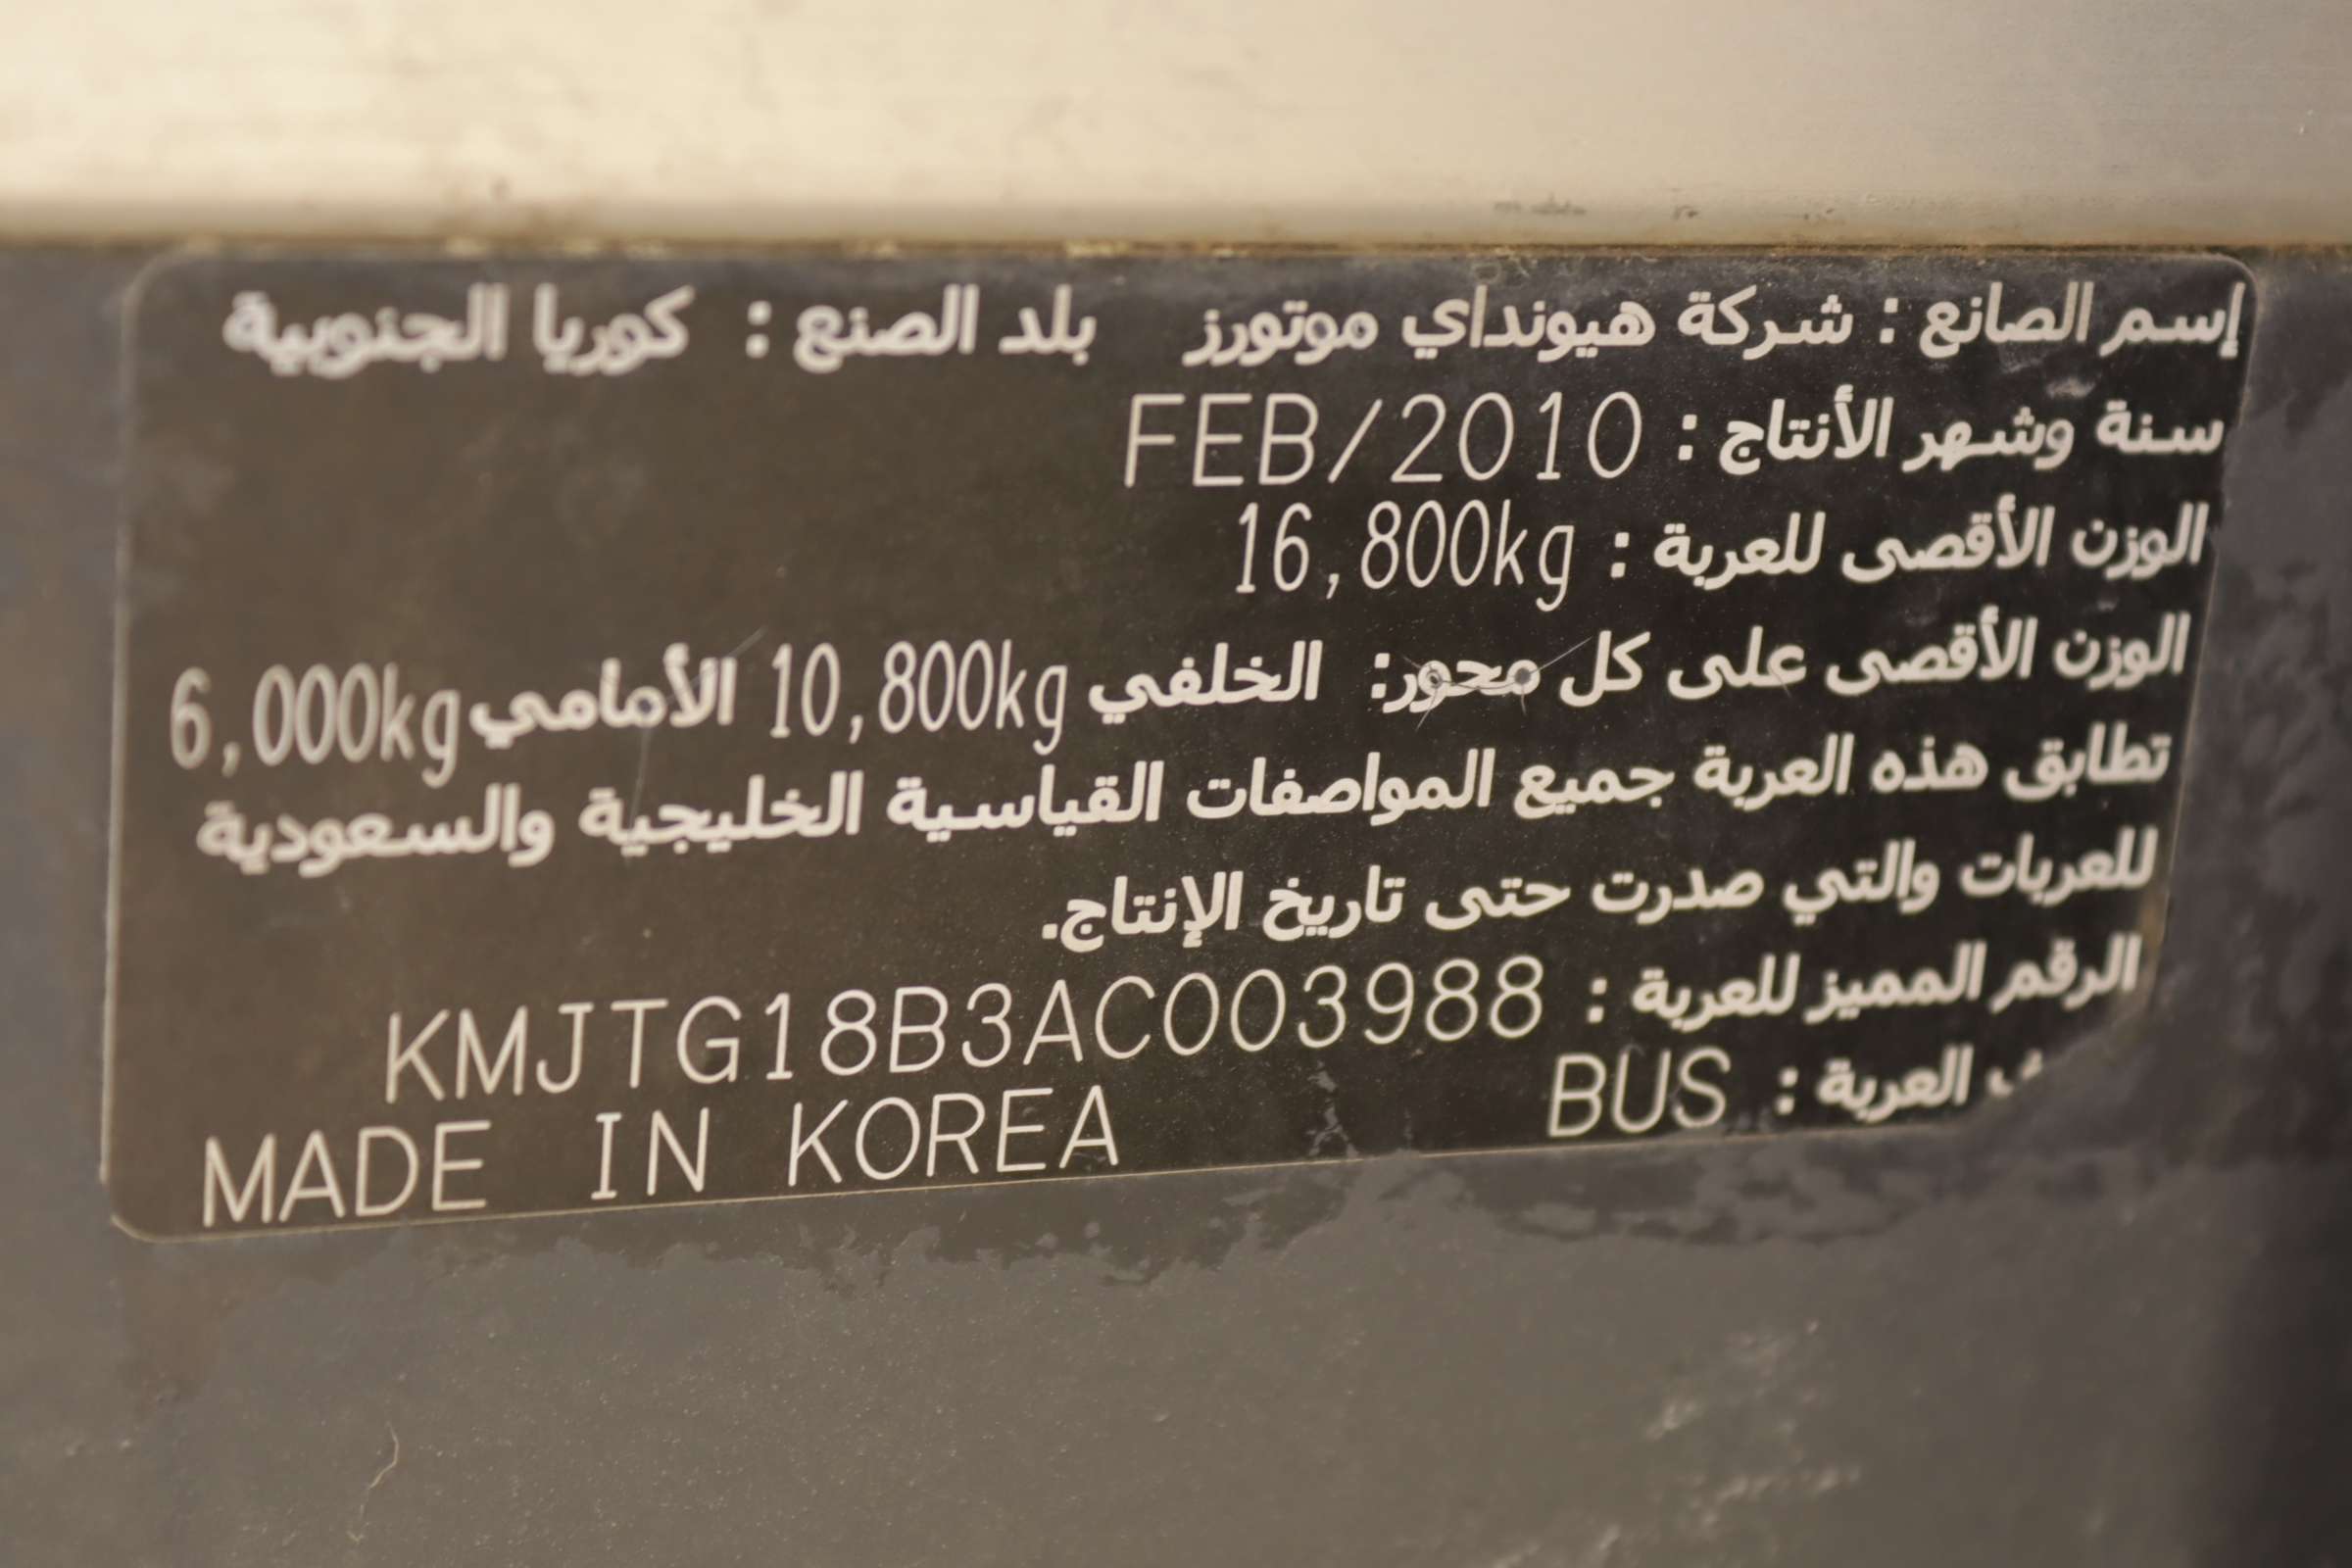 إسم الصانع : شركة هيونداي موتورز بلد الصنع : كوريا الجنوبية
سنة وشهر الأنتاج : FEB/2010
الوزن الأقصى للعربة : 16,800kg
الوزن الأقصى على كل محور: الخلفي 10,800kg الأمامي 6,000kg
تطابق هذه العربة جميع المواصفات القياسية الخليجية والسعودية
للعربات والتي صدرت حتى تاريخ الإنتاج.
الرقم المميز للعربة : KMJTG18B3AC003988
العربة : BUS MADE IN KOREA